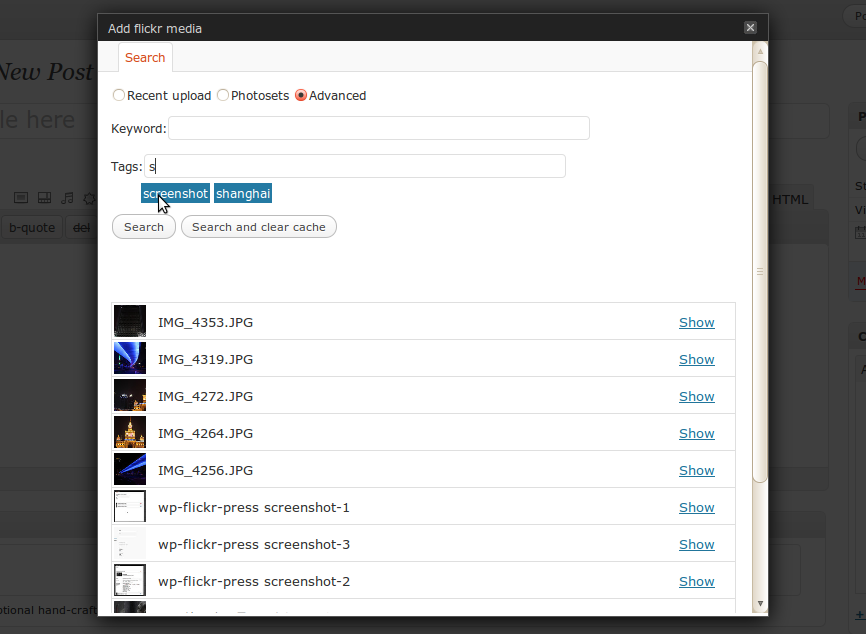 Add flickr media
Search
New Post
Recent upload Photosets Advanced
le here
Keyword:
Tags: s
screenshot shanghai
HTML
b-quote del
Search Search and clear cache
IMG_4353.JPG Show
IMG_4319.JPG Show
IMG_4272.JPG Show
IMG_4264.JPG Show
IMG_4256.JPG Show
wp-flickr-press screenshot-1 Show
wp-flickr-press screenshot-3 Show
wp-flickr-press screenshot-2 Show
tional hand-craft